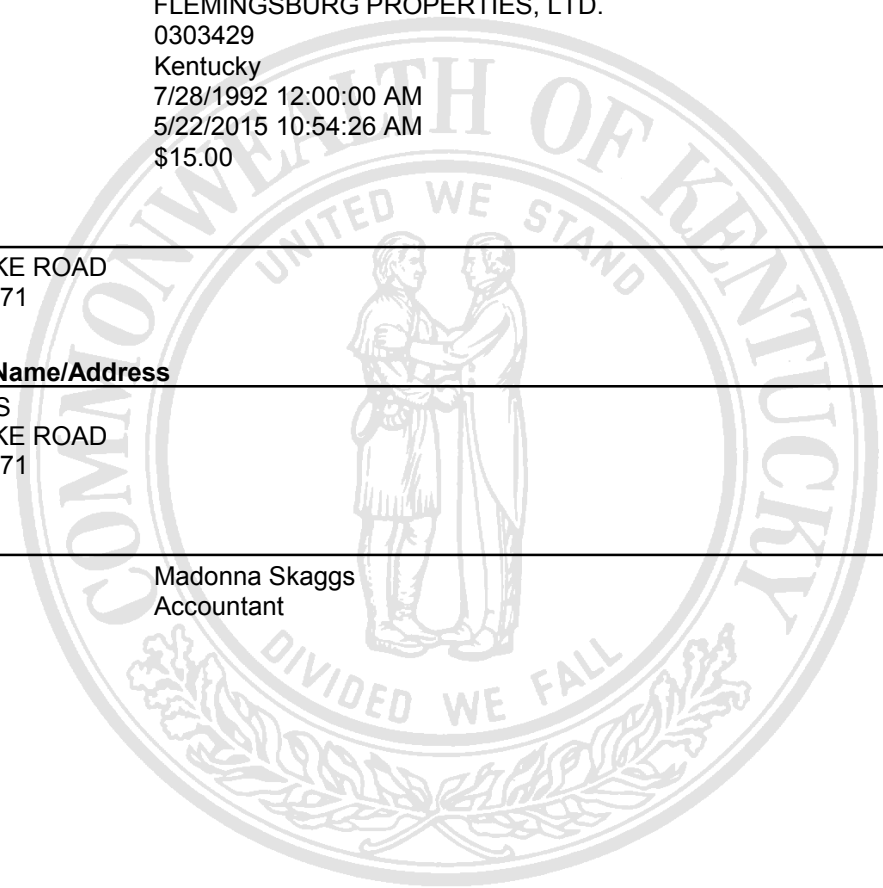 FLEMINGSBURG PROPERTIES, LTD.
0303429
Kentucky
7/28/1992 12:00:00 AM
5/22/2015 10:54:26 AM
$15.00
KE ROAD
71
Name/Address
S
KE ROAD
71
Madonna Skaggs
Accountant
COMMONWEALTH OF KENTUCKY
UNITED WE STAND
DIVIDED WE FALL